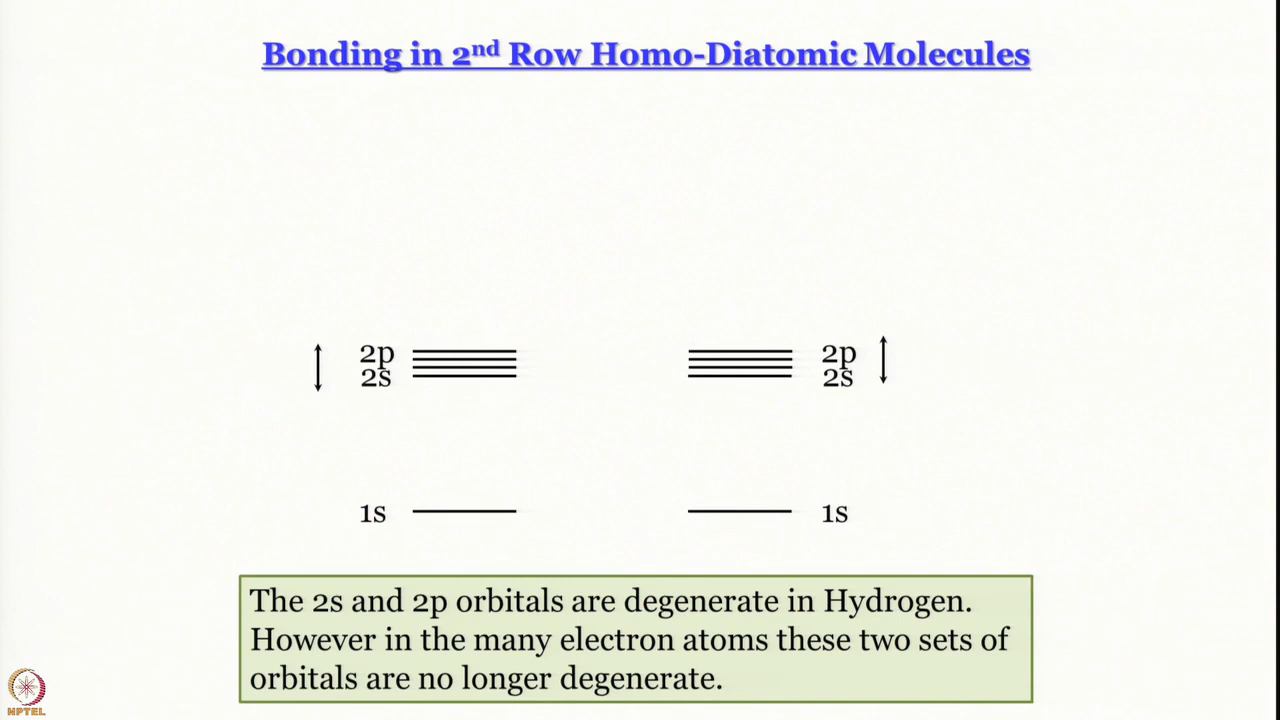 Bonding in 2nd Row Homo-Diatomic Molecules
2p 2p
2s 2s
1s 1s
The 2s and 2p orbitals are degenerate in Hydrogen.
However in the many electron atoms these two sets of
orbitals are no longer degenerate.
NPTEL